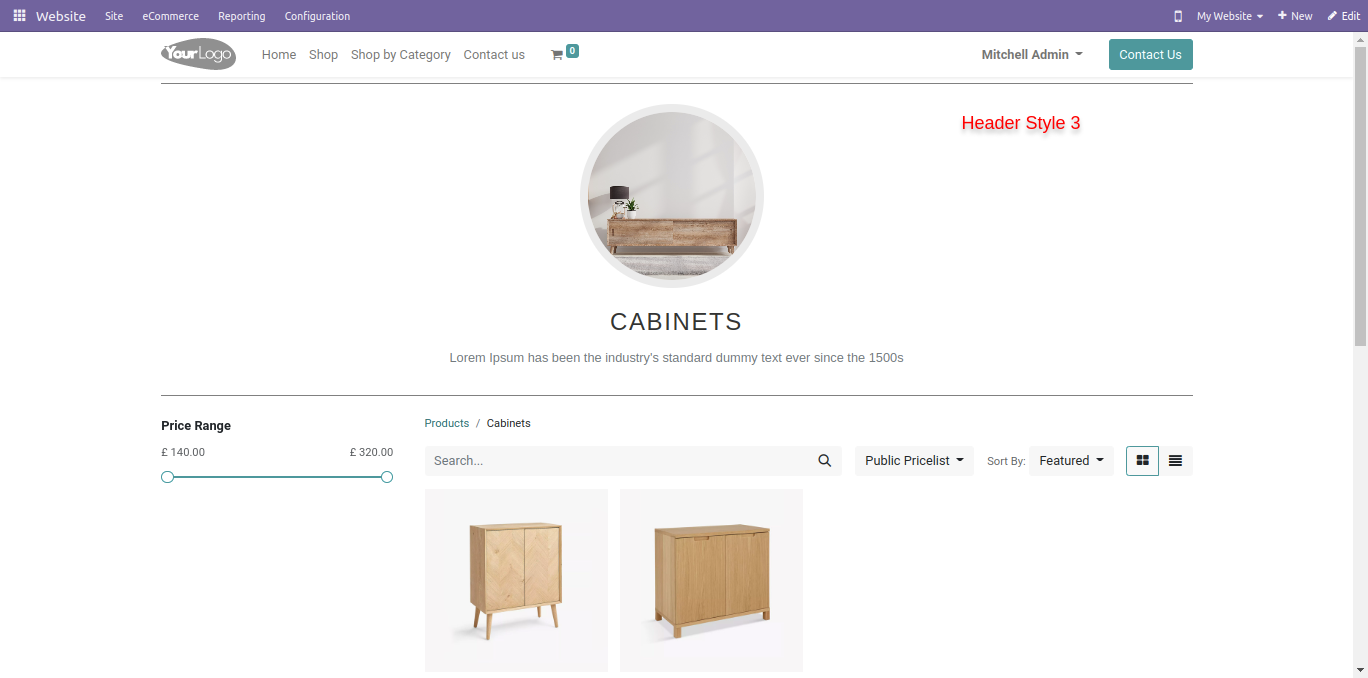 Website Site eCommerce Reporting Configuration My Website New Edit
YourLogo Home Shop Shop by Category Contact us 0 Mitchell Admin Contact Us
Header Style 3
CABINETS
Lorem Ipsum has been the industry's standard dummy text ever since the 1500s
Price Range
£ 140.00 £ 320.00
Products / Cabinets
Search... Public Pricelist Sort By: Featured